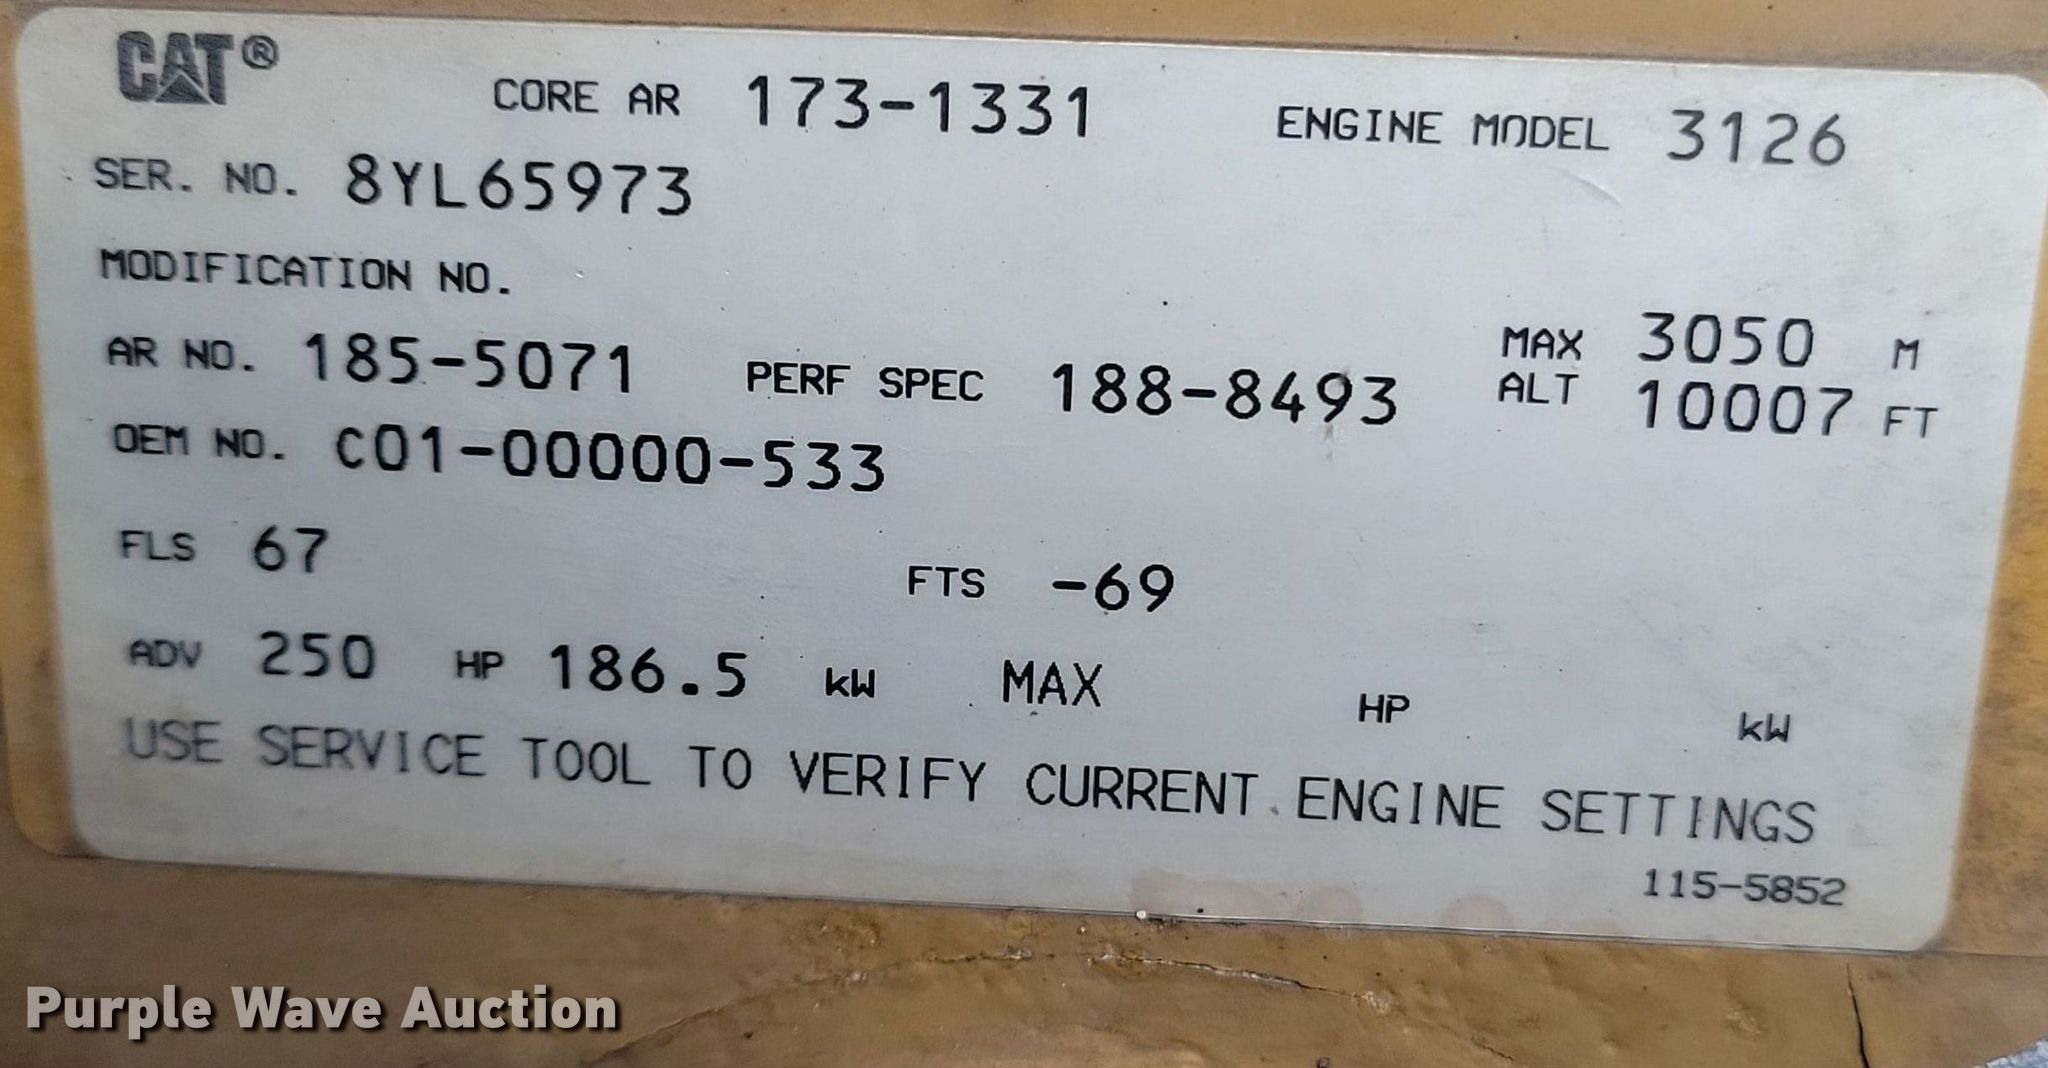 CAT®
CORE AR 173-1331 ENGINE MODEL 3126
SER. NO. 8YL65973
MODIFICATION NO.
AR NO. 185-5071 PERF SPEC 188-8493 MAX ALT 3050 M 10007 FT
OEM NO. C01-00000-533
FLS 67 FTS -69
ADV 250 HP 186.5 kW MAX HP kW
USE SERVICE TOOL TO VERIFY CURRENT ENGINE SETTINGS
115-5852
Purple Wave Auction